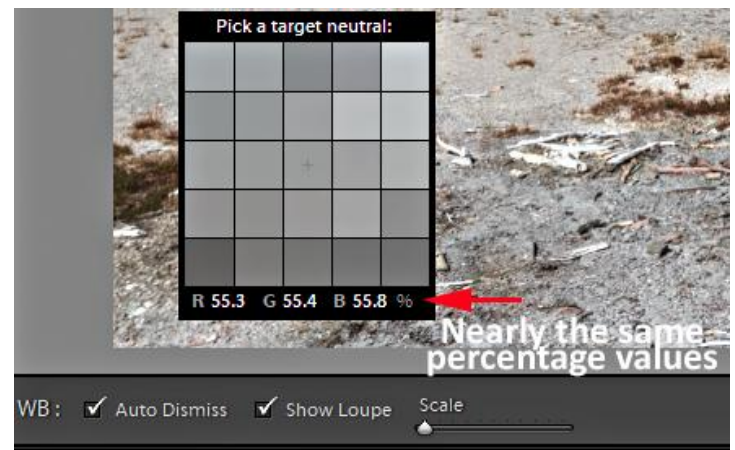 Pick a target neutral:
R 55.3 G 55.4 B 55.8 %
Nearly the same
percentage values
WB : Auto Dismiss Show Loupe Scale